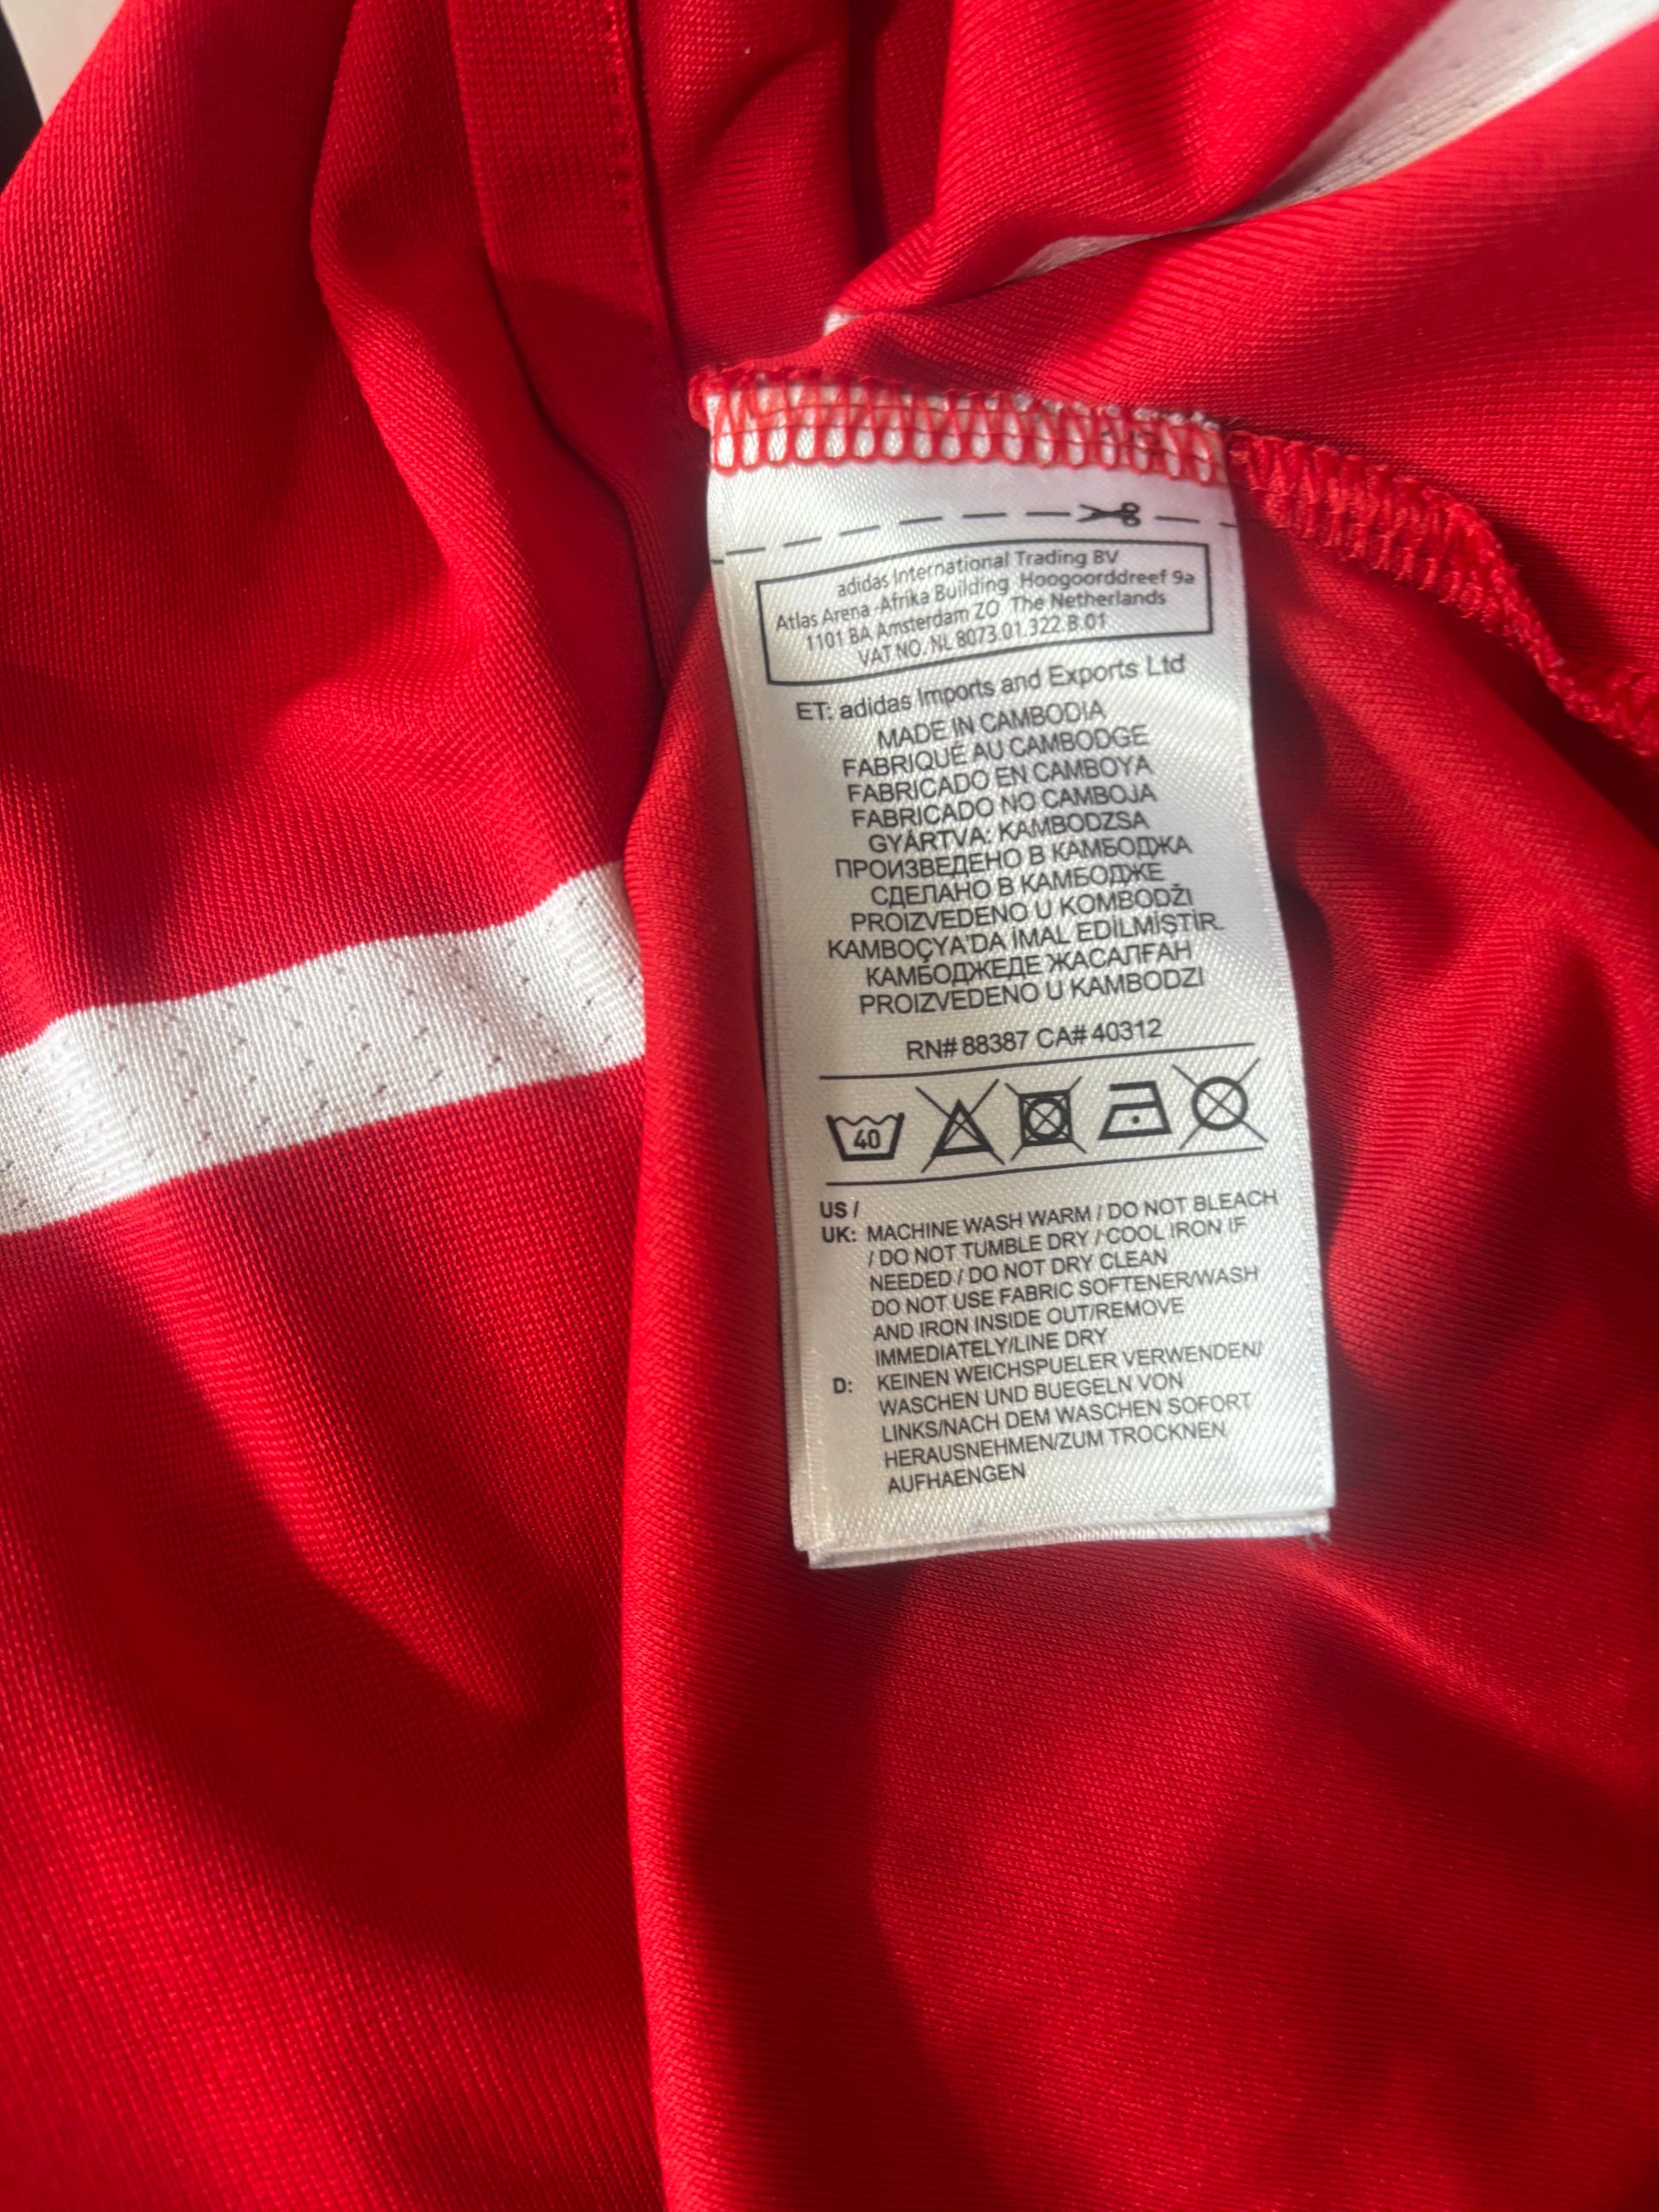 adidas International Trading BV
Atlas Arena -Afrika Building Hoogoorddreef 9a
1101 BA Amsterdam ZO The Netherlands
VAT NO. NL 8073.01.322.B.01
ET: adidas Imports and Exports Ltd
MADE IN CAMBODIA
FABRIQUÉ AU CAMBODGE
FABRICADO EN CAMBOYA
FABRICADO NO CAMBOJA
GYÁRTVA: KAMBODZSA
ПРОИЗВЕДЕНО В КАМБОДЖА
СДЕЛАНО В КАМБОДЖЕ
PROIZVEDENO U KOMBODŽI
KAMBOÇYA'DA İMAL EDİLMİŞTİR.
КАМБОДЖЕДЕ ЖАСАЛҒАН
PROIZVEDENO U KAMBODZI
RN# 88387 CA# 40312
40
US /
UK: MACHINE WASH WARM / DO NOT BLEACH
/ DO NOT TUMBLE DRY / COOL IRON IF
NEEDED / DO NOT DRY CLEAN
DO NOT USE FABRIC SOFTENER/WASH
AND IRON INSIDE OUT/REMOVE
IMMEDIATELY/LINE DRY
D: KEINEN WEICHSPUELER VERWENDEN/
WASCHEN UND BUEGELN VON
LINKS/NACH DEM WASCHEN SOFORT
HERAUSNEHMEN/ZUM TROCKNEN
AUFHAENGEN